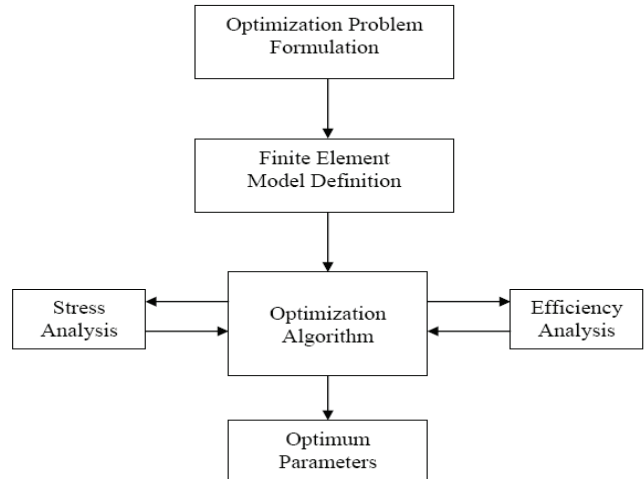 Optimization Problem
Formulation
Finite Element
Model Definition
Stress
Analysis
Optimization
Algorithm
Efficiency
Analysis
Optimum
Parameters